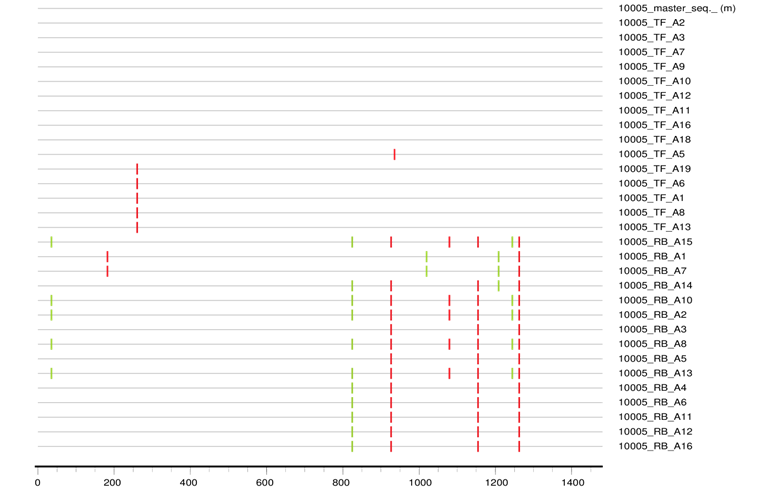 10005_master_seq._ (m)
10005_TF_A2
10005_TF_A3
10005_TF_A7
10005_TF_A9
10005_TF_A10
10005_TF_A12
10005_TF_A11
10005_TF_A16
10005_TF_A18
10005_TF_A5
10005_TF_A19
10005_TF_A6
10005_TF_A1
10005_TF_A8
10005_TF_A13
10005_RB_A15
10005_RB_A1
10005_RB_A7
10005_RB_A14
10005_RB_A10
10005_RB_A2
10005_RB_A3
10005_RB_A8
10005_RB_A5
10005_RB_A13
10005_RB_A4
10005_RB_A6
10005_RB_A11
10005_RB_A12
10005_RB_A16
0 200 400 600 800 1000 1200 1400